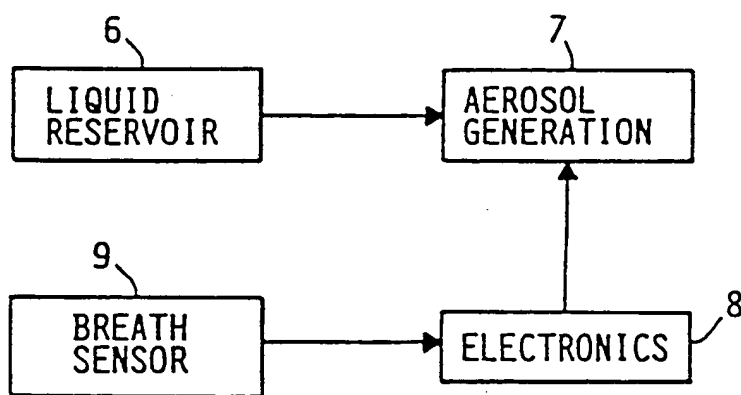 6
7
LIQUID
RESERVOIR
AEROSOL
GENERATION
9
8
BREATH
SENSOR
ELECTRONICS